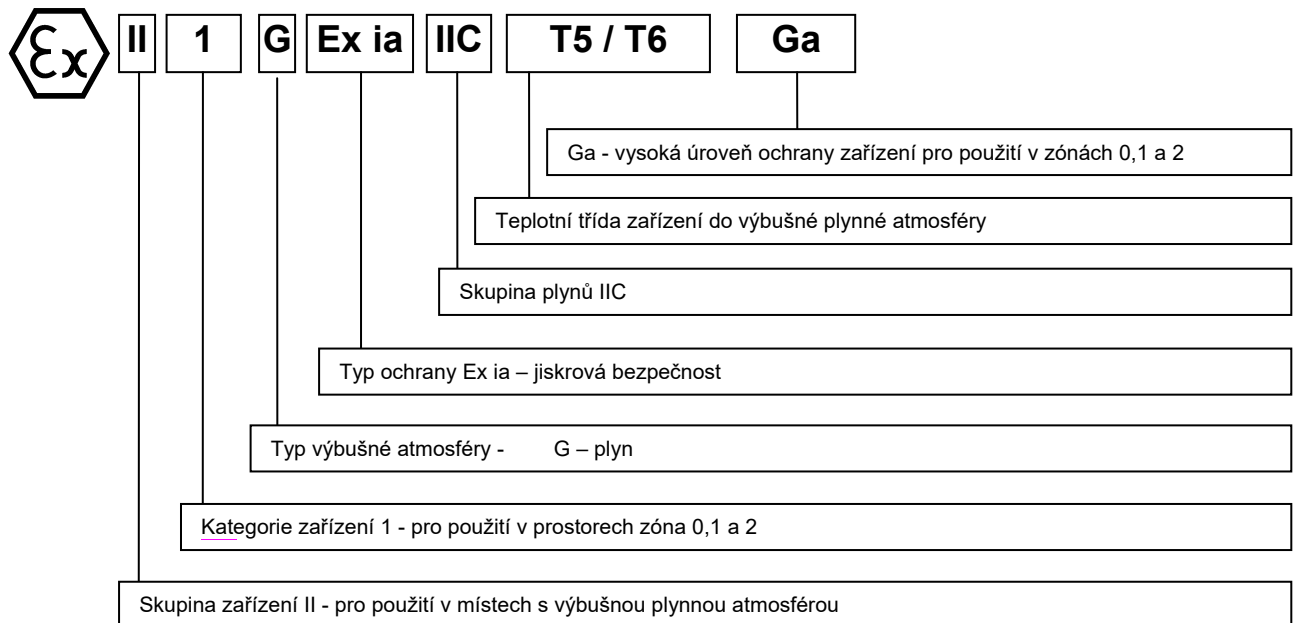 Ex II 1 G Ex ia IIC T5 / T6 Ga
Ga - vysoká úroveň ochrany zařízení pro použití v zónách 0,1 a 2
Teplotní třída zařízení do výbušné plynné atmosféry
Skupina plynů IIC
Typ ochrany Ex ia – jiskrová bezpečnost
Typ výbušné atmosféry - G – plyn
Kategorie zařízení 1 - pro použití v prostorech zóna 0,1 a 2
Skupina zařízení II - pro použití v místech s výbušnou plynnou atmosférou